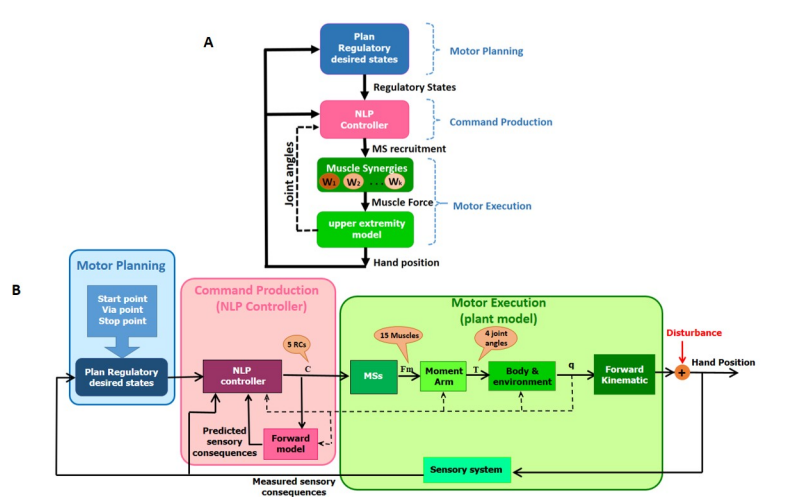 A
Plan
Regulatory
desired states
Motor Planning
Regulatory States
NLP
Controller
Command Production
MS recruitment
Joint angles
Muscle Synergies
W₁ W₂ ... Wₖ
Muscle Force
Motor Execution
upper extremity
model
Hand position
B
Motor Planning
Start point
Via point
Stop point
Plan Regulatory
desired states
Command Production
(NLP Controller)
5 RCs
NLP
controller
C
Predicted
sensory
consequences
Forward
model
Motor Execution
(plant model)
15 Muscles
4 joint
angles
MSs
Fm
Moment
Arm
T
Body &
environment
q
Forward
Kinematic
Disturbance
+
Hand Position
Sensory system
Measured sensory
consequences